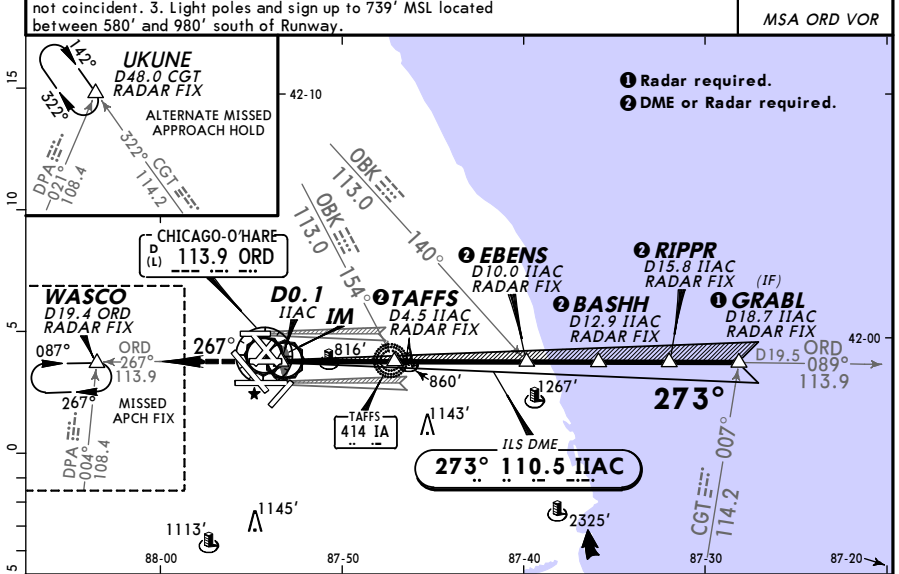 not coincident. 3. Light poles and sign up to 739' MSL located
between 580' and 980' south of Runway.
MSA ORD VOR
15
10
5
0
5
142°
322°
UKUNE
D48.0 CGT
RADAR FIX
ALTERNATE MISSED
APPROACH HOLD
DPA
021°
108.4
322° CGT
114.2
42-10
❶ Radar required.
❷ DME or Radar required.
OBK
113.0
140°
OBK
113.0
154°
CHICAGO-O'HARE
D
(L)
113.9 ORD
WASCO
D19.4 ORD
RADAR FIX
087°
267°
ORD
267°
113.9
MISSED
APCH FIX
DPA
004°
108.4
267°
D0.1
IIAC
IM
816'
❷ TAFFS
D4.5 IIAC
RADAR FIX
❷ EBENS
D10.0 IIAC
RADAR FIX
❷ BASHH
D12.9 IIAC
RADAR FIX
❷ RIPPR
D15.8 IIAC
RADAR FIX
(IF)
❶ GRABL
D18.7 IIAC
RADAR FIX
42-00
D19.5
ORD
089°
113.9
860'
1267'
273°
TAFFS
414 IA
1143'
ILS DME
273° 110.5 IIAC
CGT
007°
114.2
1145'
1113'
2325'
88-00
87-50
87-40
87-30
87-20